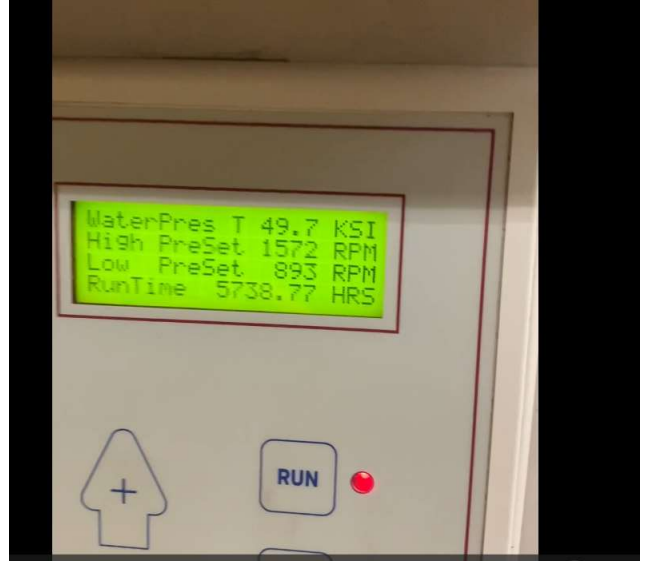 WaterPres T 49.7 KSI
High PreSet 1572 RPM
Low PreSet 893 RPM
RunTime 5738.77 HRS
+
RUN